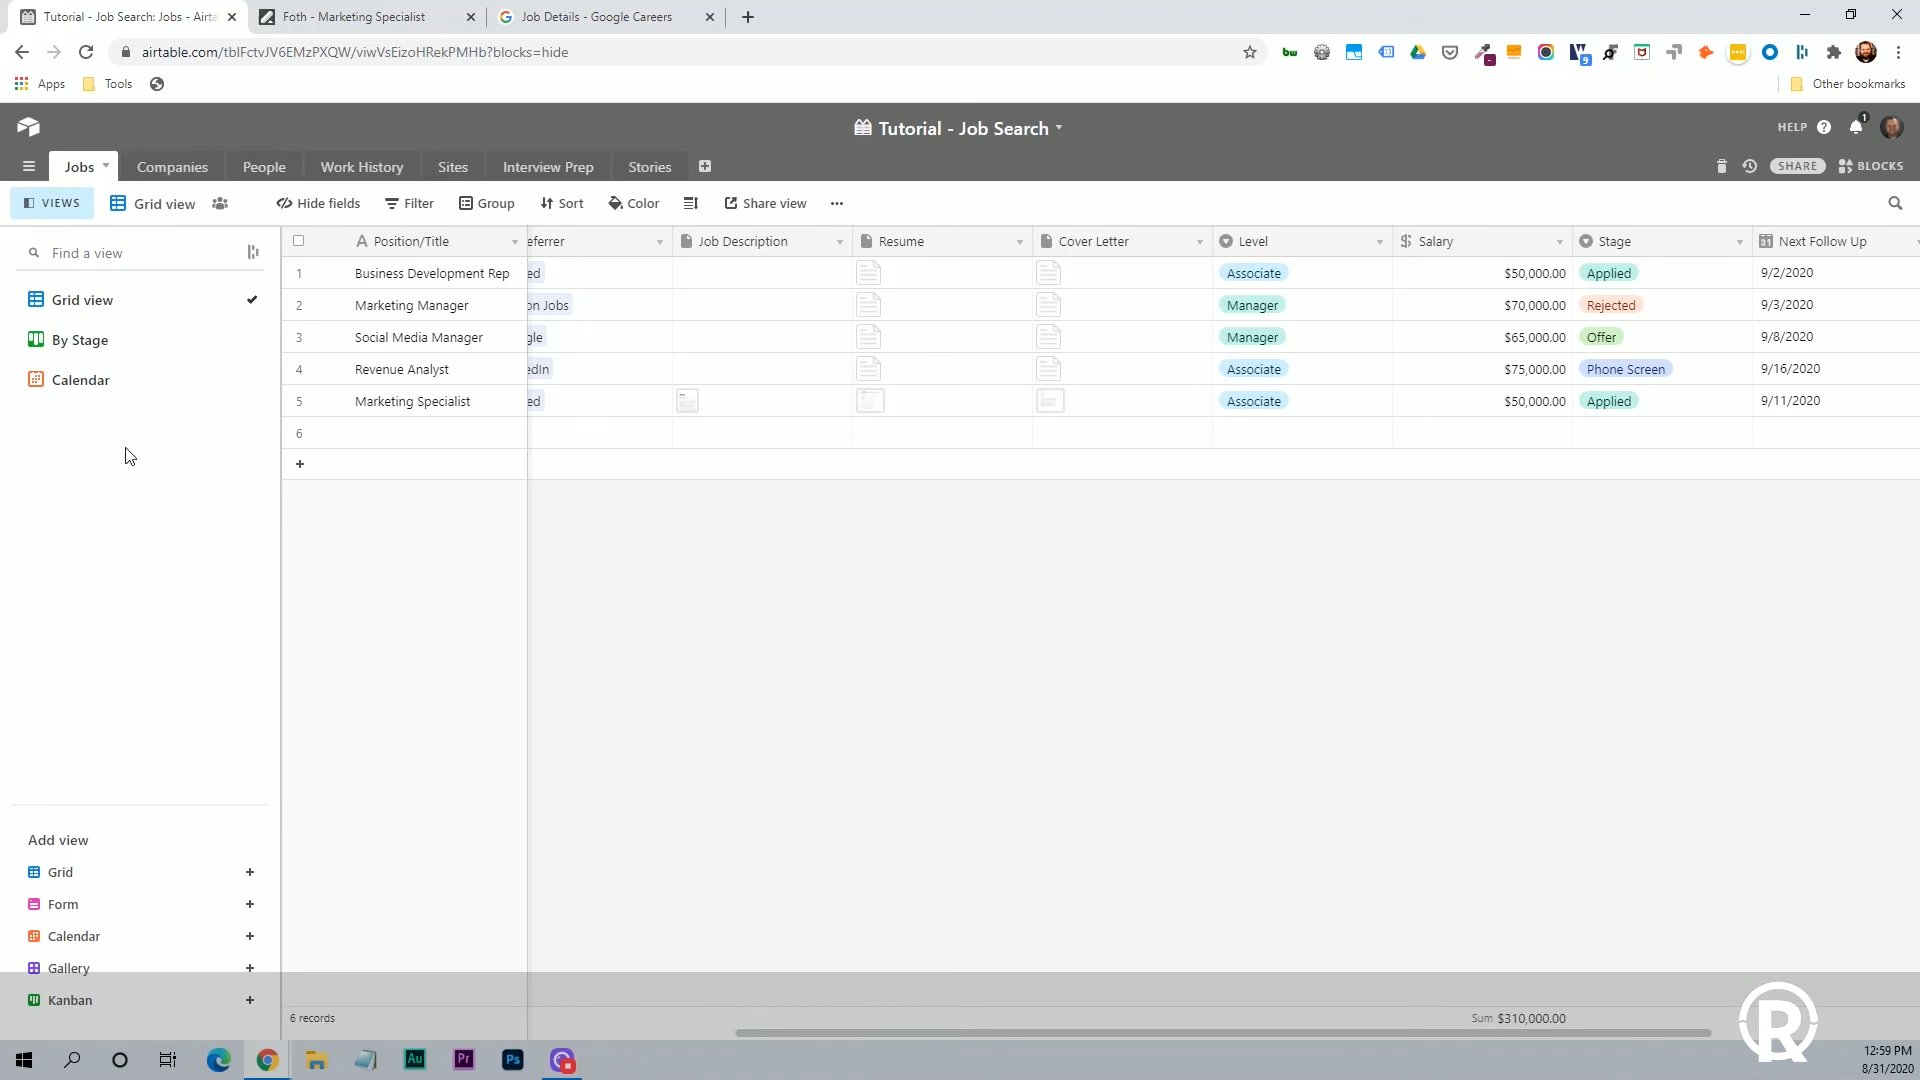 Tutorial - Job Search: Jobs - Airta
Foth - Marketing Specialist
Job Details - Google Careers
airtable.com/tblFctvJV6EMzPXQW/viwVsEizoHRekPMHb?blocks=hide
Apps
Tools
Other bookmarks
Tutorial - Job Search
HELP
1
Jobs
Companies
People
Work History
Sites
Interview Prep
Stories
SHARE
BLOCKS
VIEWS
Grid view
Hide fields
Filter
Group
Sort
Color
Share view
Find a view
Grid view
By Stage
Calendar
Position/Title eferrer Job Description Resume Cover Letter Level Salary Stage Next Follow Up
1 Business Development Rep ed Associate $50,000.00 Applied 9/2/2020
2 Marketing Manager on Jobs Manager $70,000.00 Rejected 9/3/2020
3 Social Media Manager gle Manager $65,000.00 Offer 9/8/2020
4 Revenue Analyst edIn Associate $75,000.00 Phone Screen 9/16/2020
5 Marketing Specialist ed Associate $50,000.00 Applied 9/11/2020
6
Add view
Grid
Form
Calendar
Gallery
Kanban
6 records
Sum $310,000.00
R
Au
Pr
Ps
12:59 PM
8/31/2020